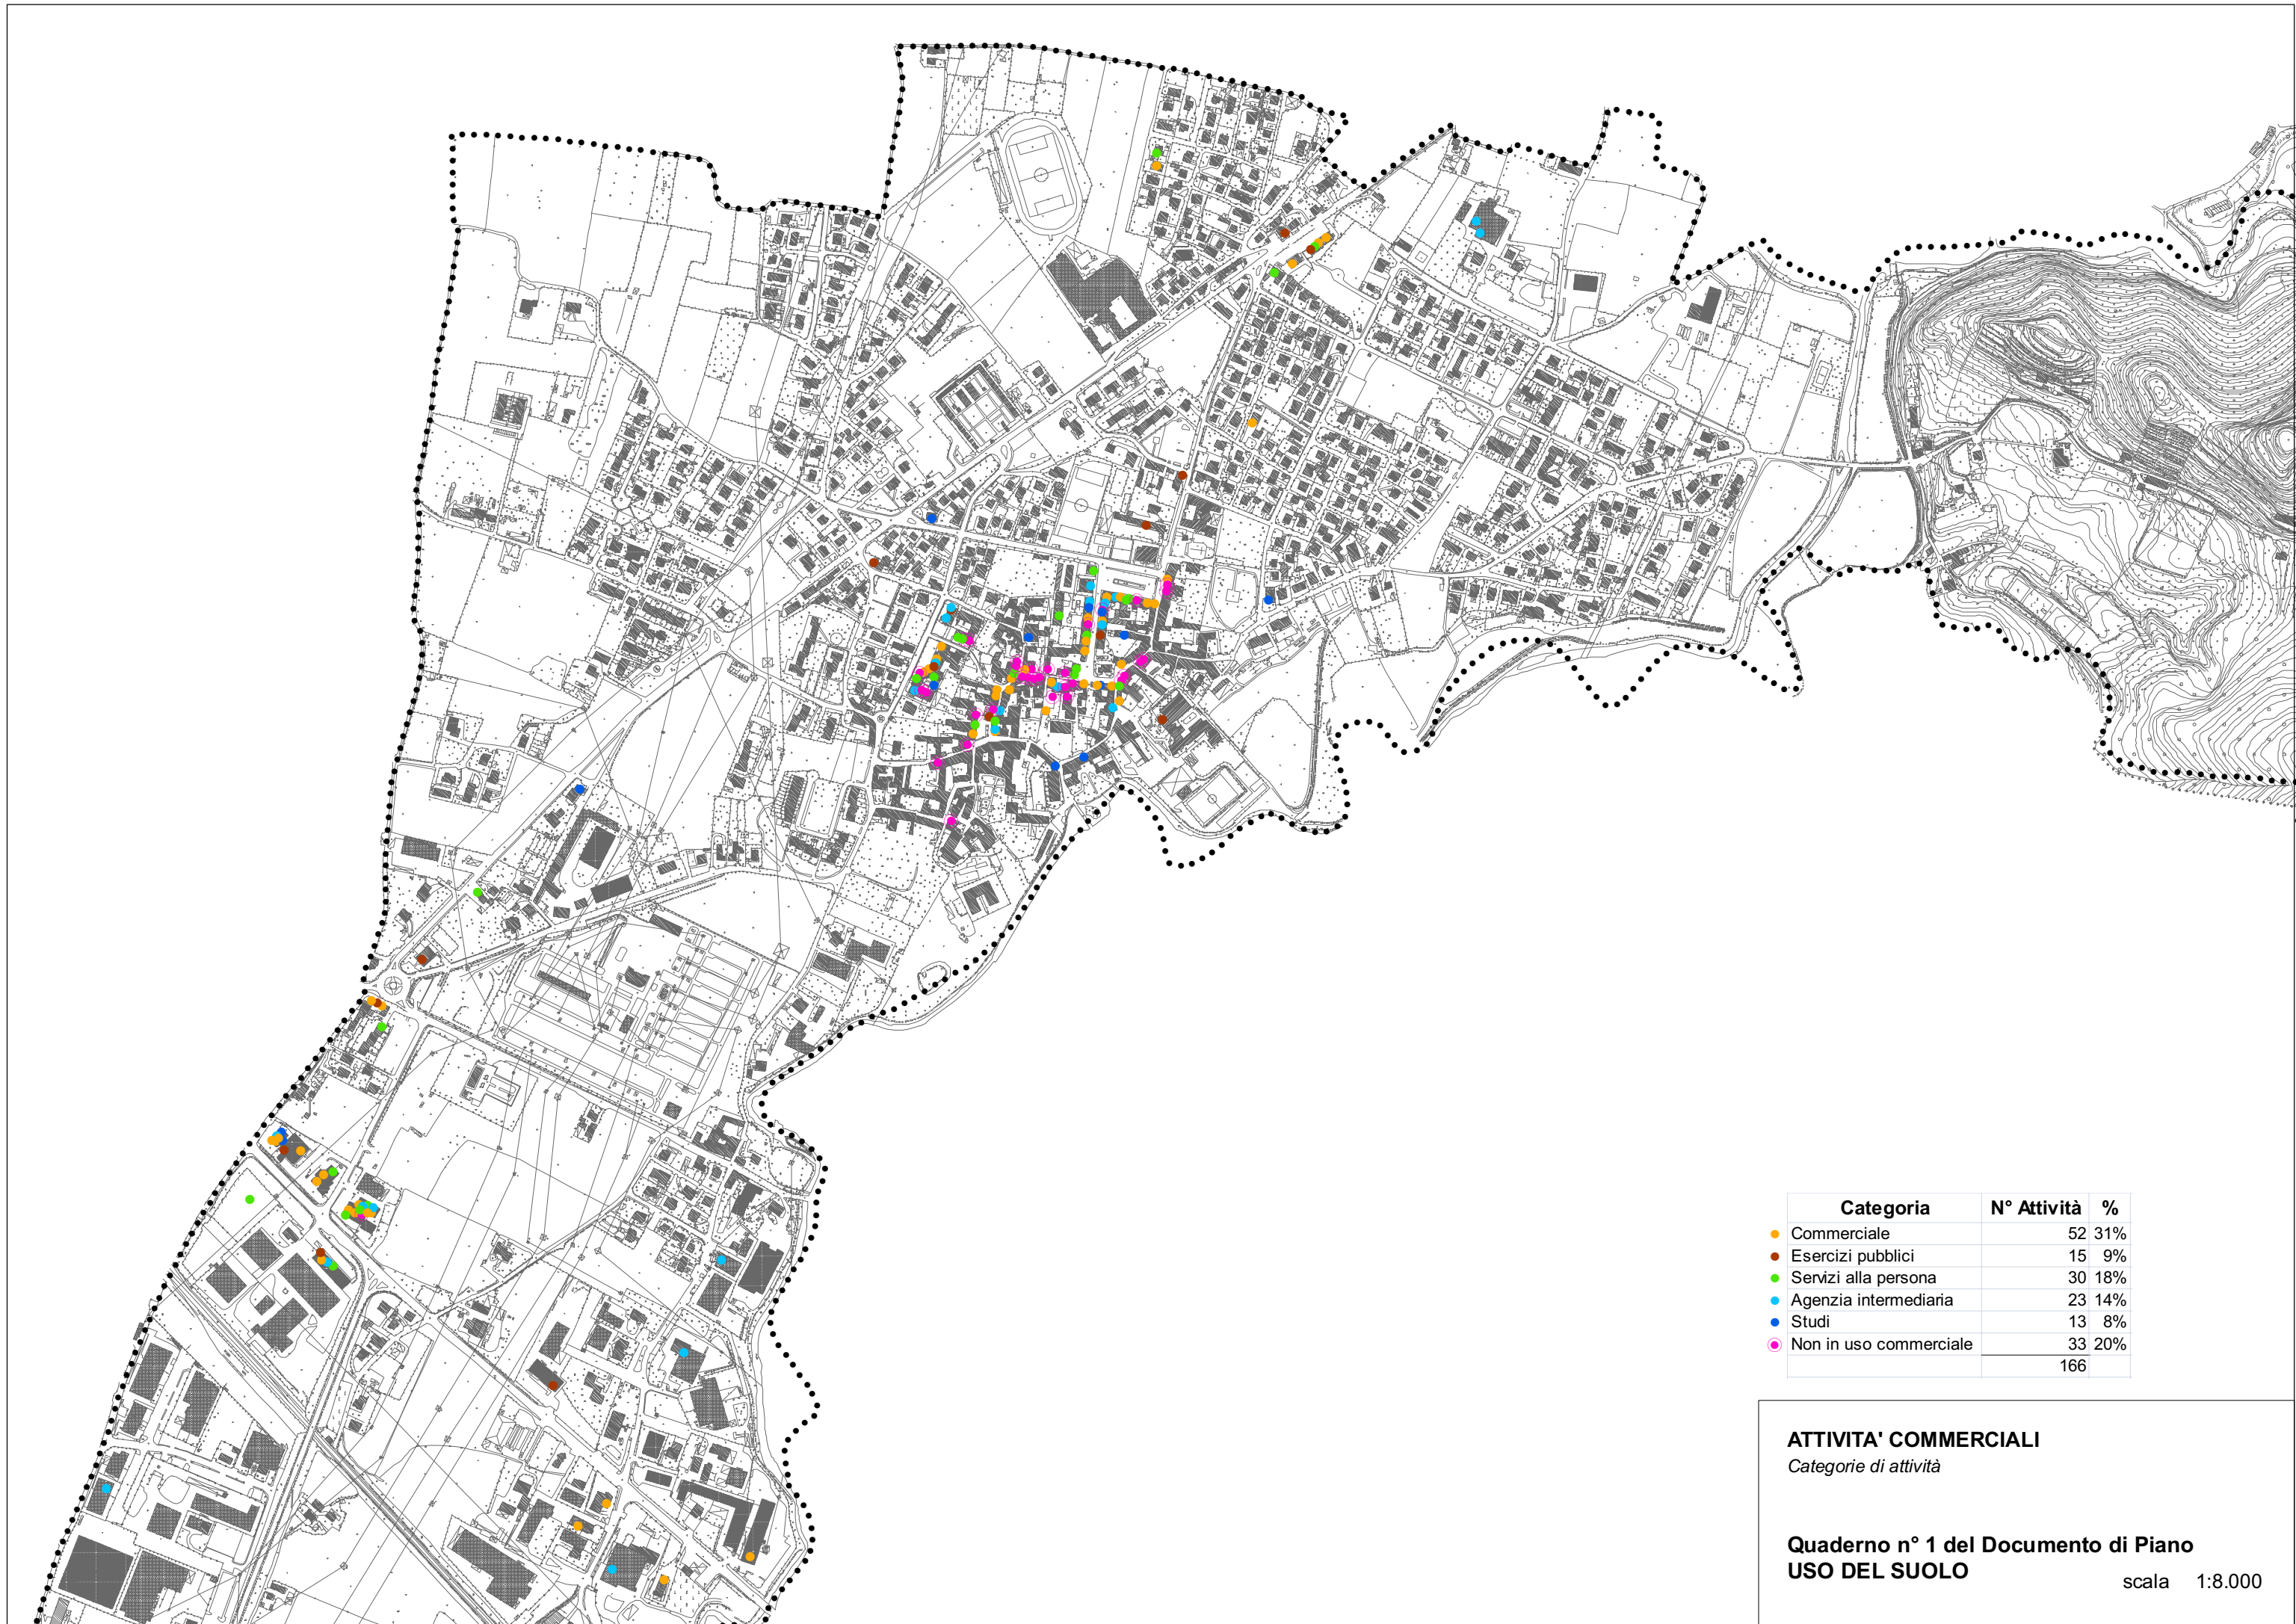 Categoria N° Attività %
Commerciale 52 31%
Esercizi pubblici 15 9%
Servizi alla persona 30 18%
Agenzia intermediaria 23 14%
Studi 13 8%
Non in uso commerciale 33 20%
166
ATTIVITA' COMMERCIALI
Categorie di attività
Quaderno n° 1 del Documento di Piano
USO DEL SUOLO
scala 1:8.000